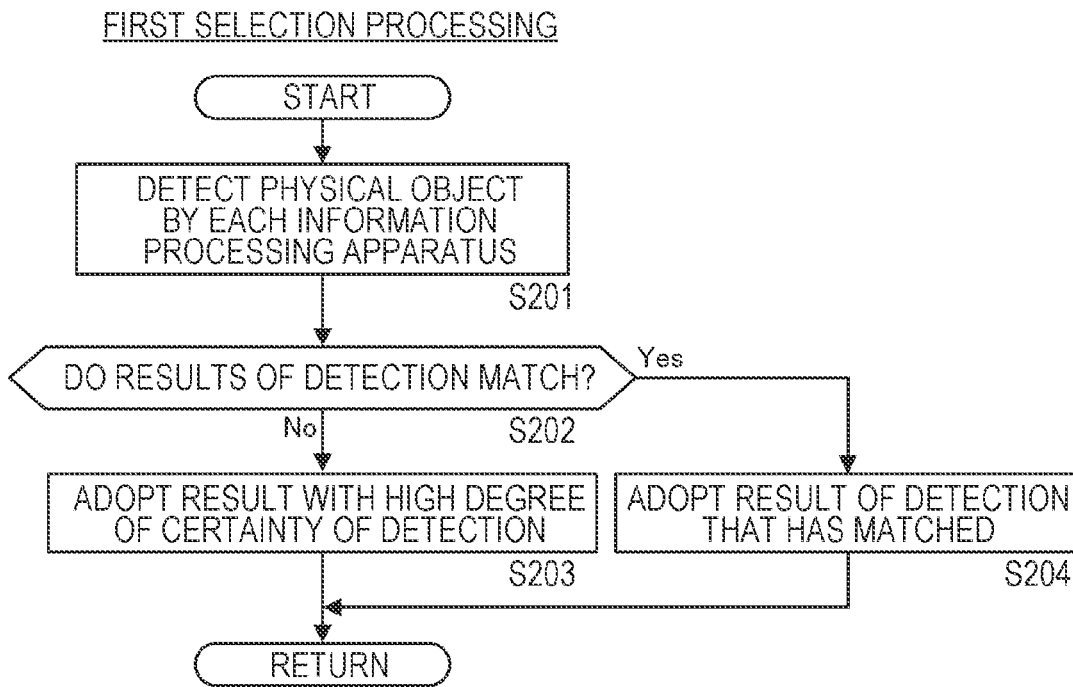 FIRST SELECTION PROCESSING
START
DETECT PHYSICAL OBJECT
BY EACH INFORMATION
PROCESSING APPARATUS
S201
DO RESULTS OF DETECTION MATCH?
Yes
No
S202
ADOPT RESULT WITH HIGH DEGREE
OF CERTAINTY OF DETECTION
S203
ADOPT RESULT OF DETECTION
THAT HAS MATCHED
S204
RETURN